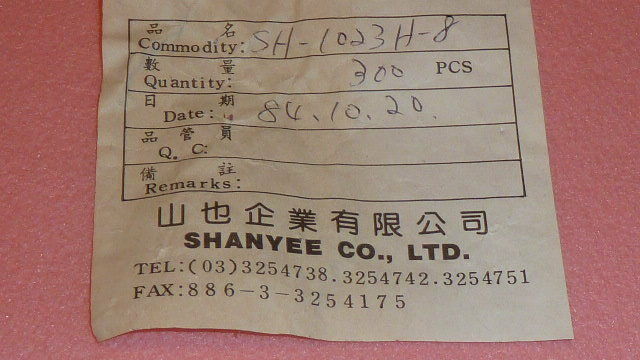 品 名
Commodity: SH-1023H-8
數 量
Quantity: 300 PCS
日 期
Date: 84.10.20.
品 管 員
Q. C:
備 註
Remarks:
山也企業有限公司
SHANYEE CO., LTD.
TEL:(03)3254738.3254742.3254751
FAX:886-3-3254175